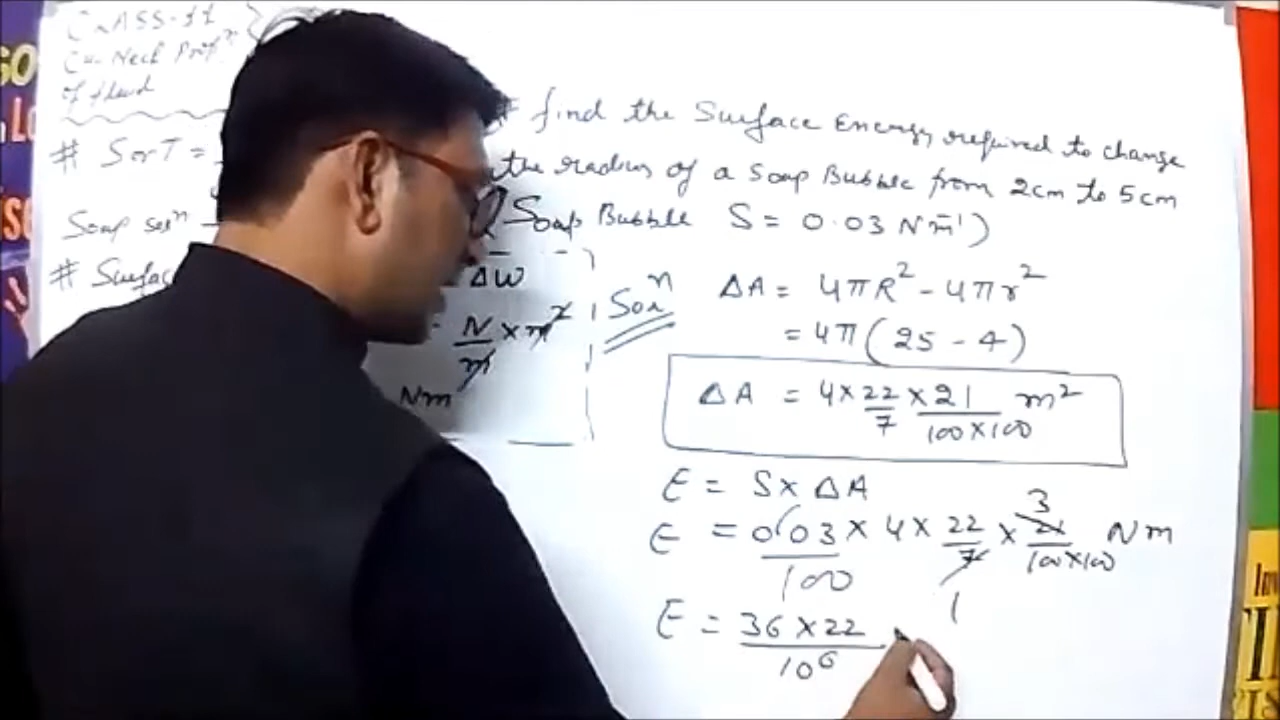 CLASS-11
of fluid
# S or T =
Soap
# Surfac
# find the Surface Energy required to change
the radius of a Soap Bubble from 2cm to 5cm
Soap Bubble S = 0.03 Nm⁻¹)
ΔW
N/m × m²
Nm
Solⁿ
ΔA = 4πR² - 4πr²
= 4π(25 - 4)
ΔA = 4 × 22/7 × 21/100×100 m²
E = S × ΔA
E = 0.03/100 × 4 × 22/7 × 21/100×100 Nm
3
1
E = 36 × 22/10⁶